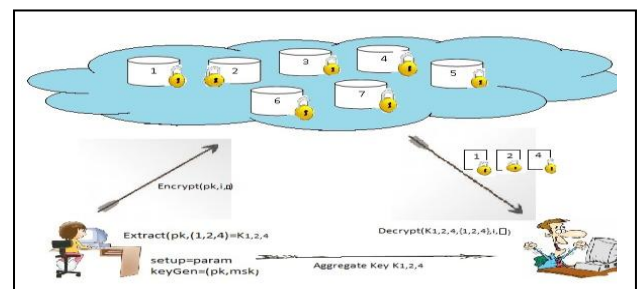 3 4
1 2 5
6 7
1 2 4
Encrypt(pk,i,
Extract(pk,(1,2,4)=K1,2,4 Decrypt(K1,2,4,(1,2,4),i,▯)
setup=param
keyGen=(pk,msk) Aggregate Key K1,2,4